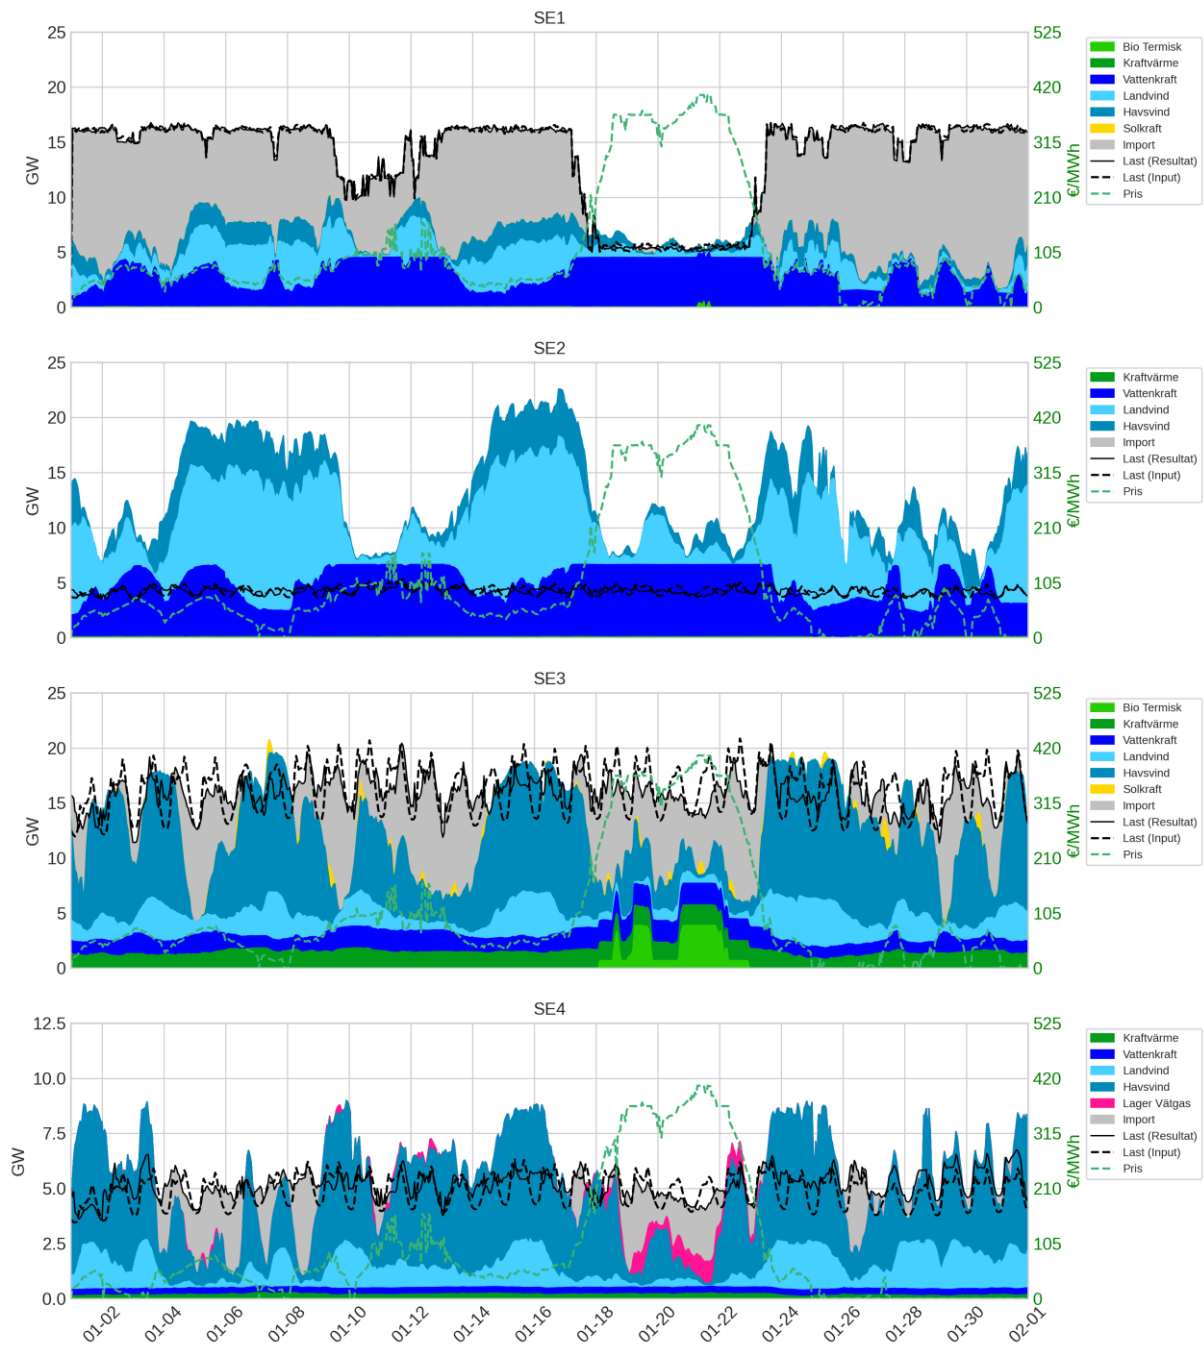 SE1
25
20
15
10
5
0
GW
525
420
315
210
105
0
€/MWh
Bio Termisk
Kraftvärme
Vattenkraft
Landvind
Havsvind
Solkraft
Import
Last (Resultat)
Last (Input)
Pris
SE2
25
20
15
10
5
0
GW
525
420
315
210
105
0
€/MWh
Kraftvärme
Vattenkraft
Landvind
Havsvind
Import
Last (Resultat)
Last (Input)
Pris
SE3
25
20
15
10
5
0
GW
525
420
315
210
105
0
€/MWh
Bio Termisk
Kraftvärme
Vattenkraft
Landvind
Havsvind
Solkraft
Import
Last (Resultat)
Last (Input)
Pris
SE4
12.5
10.0
7.5
5.0
2.5
0.0
GW
525
420
315
210
105
0
€/MWh
Kraftvärme
Vattenkraft
Landvind
Havsvind
Lager Vätgas
Import
Last (Resultat)
Last (Input)
Pris
01-02
01-04
01-06
01-08
01-10
01-12
01-14
01-16
01-18
01-20
01-22
01-24
01-26
01-28
01-30
02-01